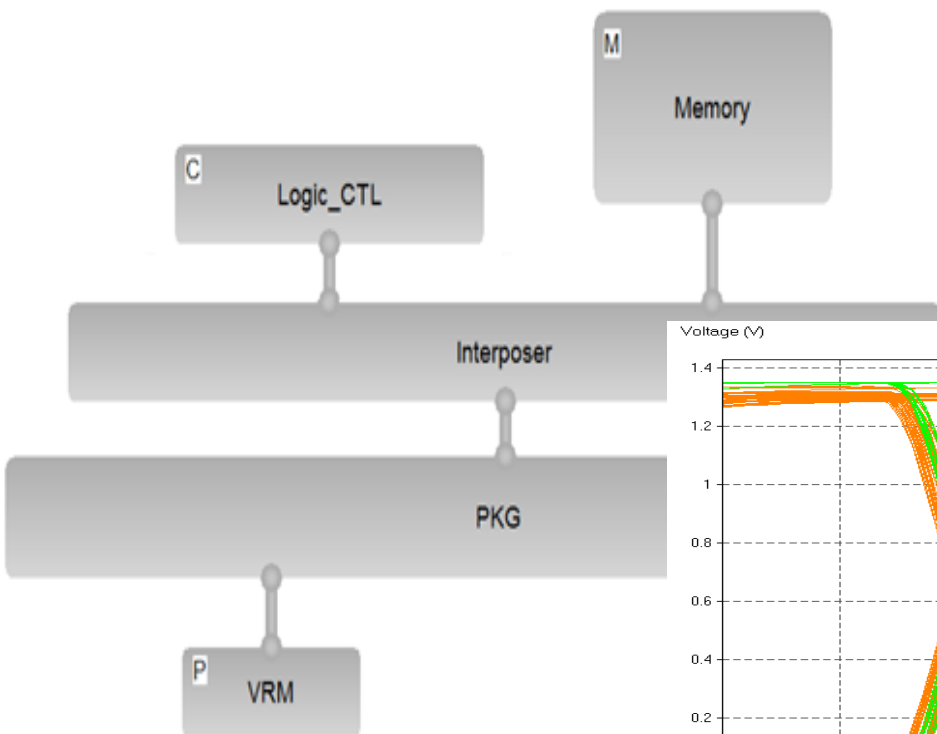 M
Memory
C
Logic_CTL
Interposer
Voltage (V)
1.4
1.2
1
0.8
0.6
0.4
0.2
PKG
P
VRM